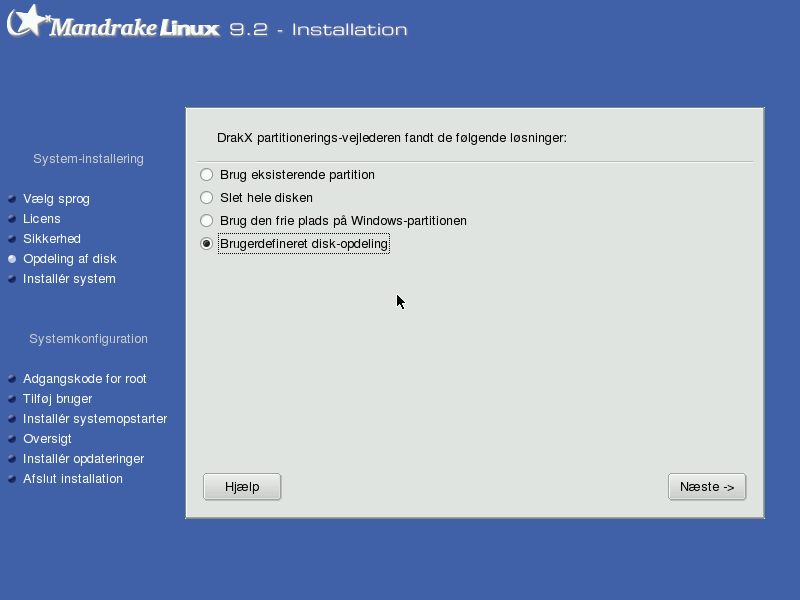 MandrakeLinux 9.2 - Installation
DrakX partitionerings-vejlederen fandt de følgende løsninger:
System-installering
Vælg sprog
Licens
Sikkerhed
Opdeling af disk
Installér system
Systemkonfiguration
Adgangskode for root
Tilføj bruger
Installér systemopstarter
Oversigt
Installér opdateringer
Afslut installation
Brug eksisterende partition
Slet hele disken
Brug den frie plads på Windows-partitionen
Brugerdefineret disk-opdeling
Hjælp
Næste ->